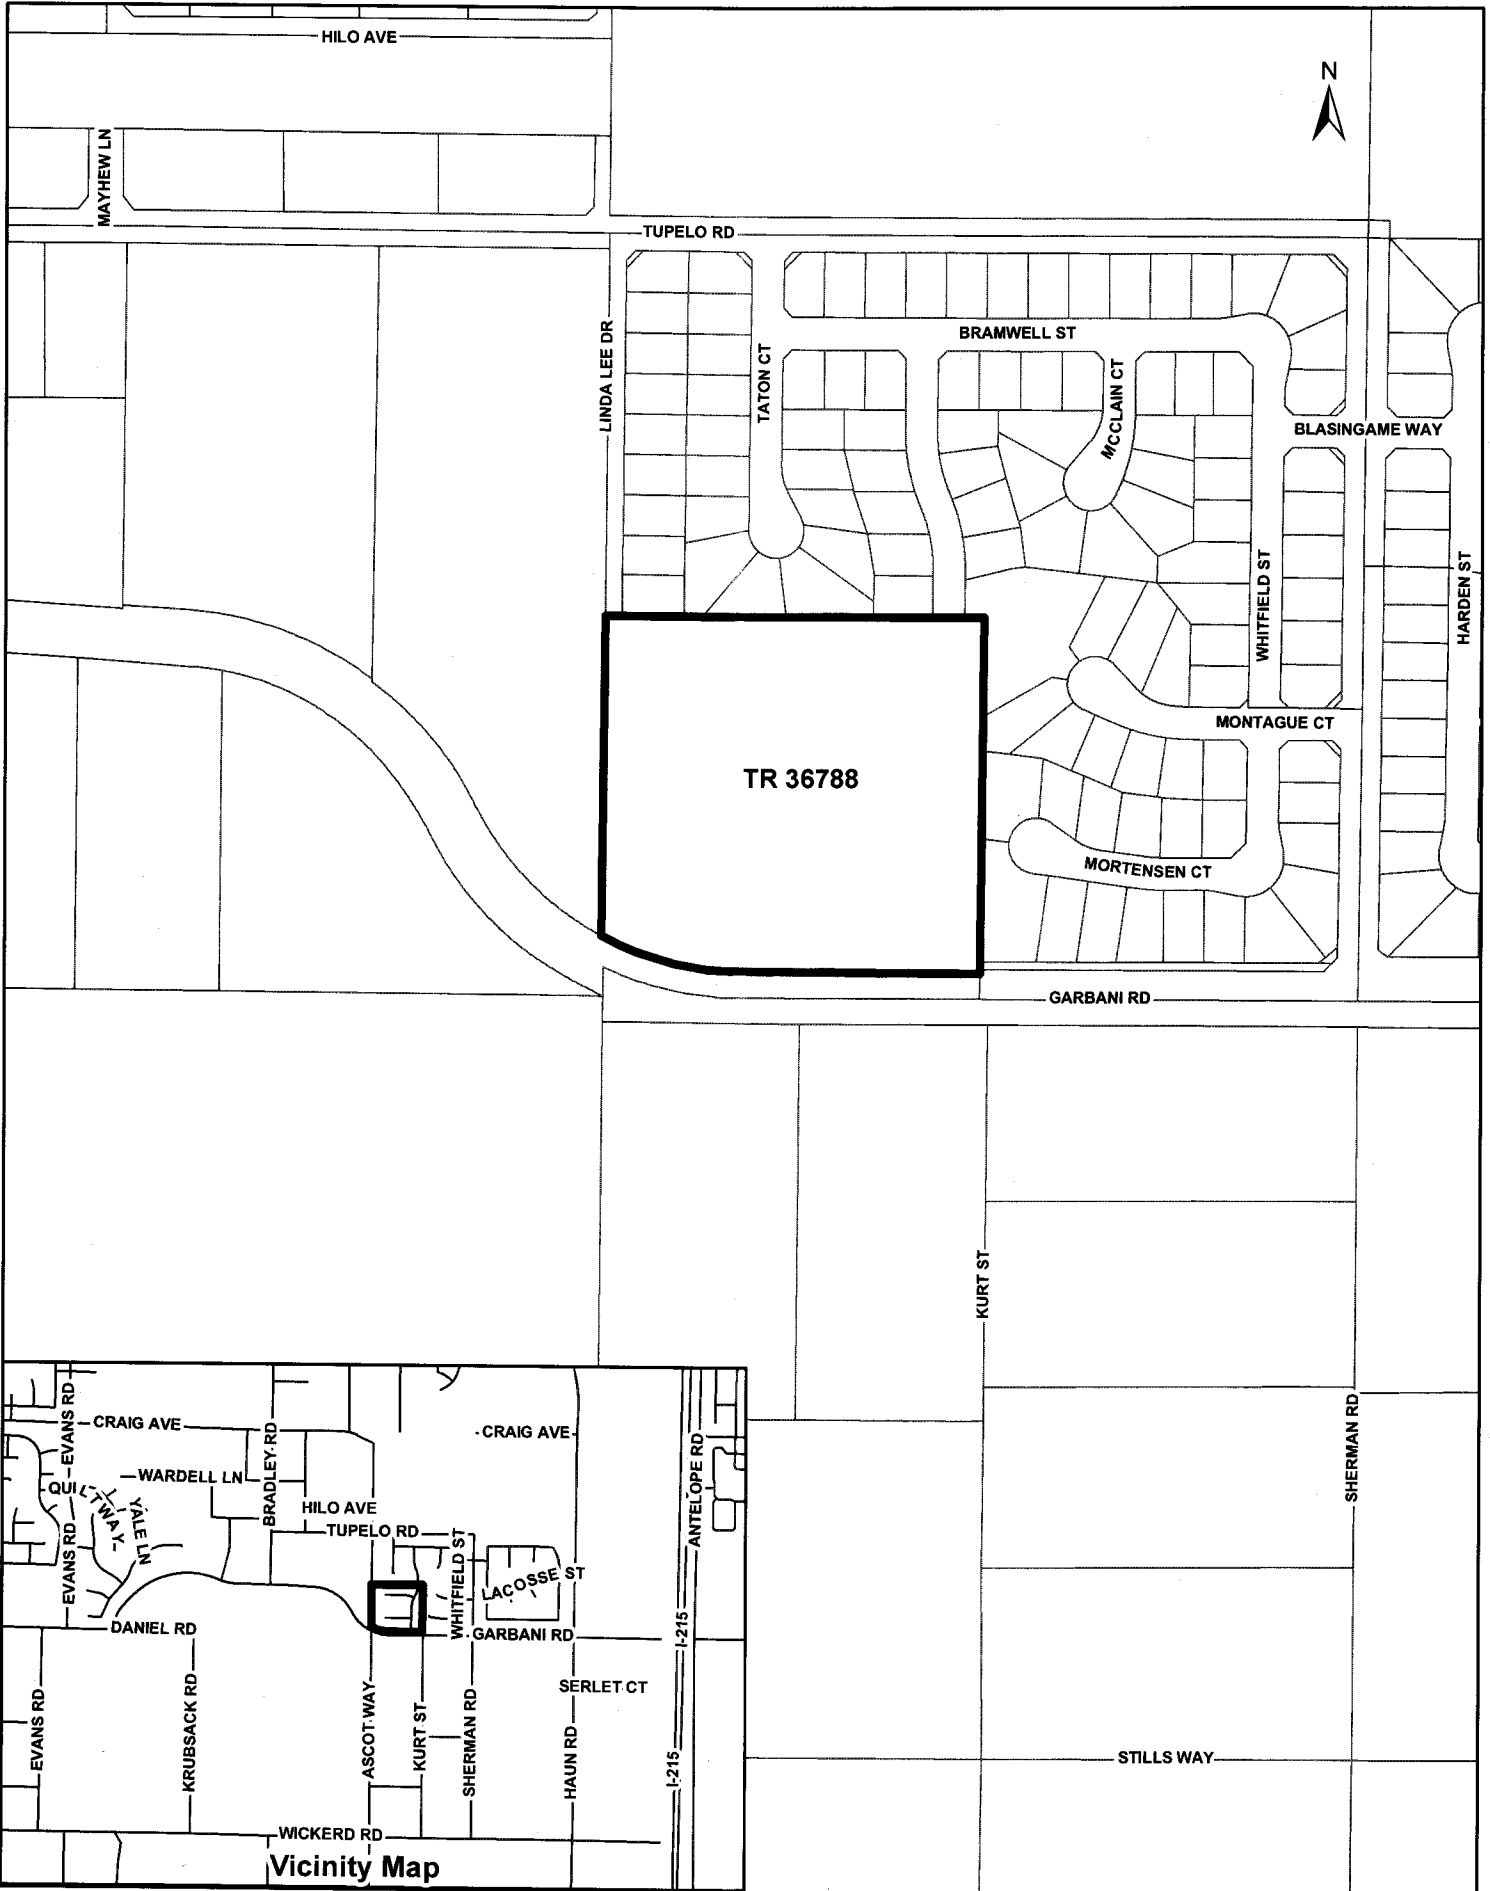 HILO AVE
N
MAYHEW LN
TUPELO RD
LINDA LEE DR
TATON CT
BRAMWELL ST
MCCLAIN CT
BLASINGAME WAY
WHITFIELD ST
HARDEN ST
MONTAGUE CT
TR 36788
MORTENSEN CT
GARBANI RD
KURT ST
SHERMAN RD
STILLS WAY
EVANS RD
CRAIG AVE
CRAIG AVE
BRADLEY RD
ANTELOPE RD
WARDELL LN
QUILTWAY
YALE LN
HILO AVE
TUPELO RD
EVANS RD
WHITFIELD ST
LACOSSE ST
DANIEL RD
GARBANI RD
I-215
EVANS RD
KRUBSACK RD
ASCOT WAY
KURT ST
SHERMAN RD
HAUN RD
SERLET CT
I-215
WICKERD RD
Vicinity Map